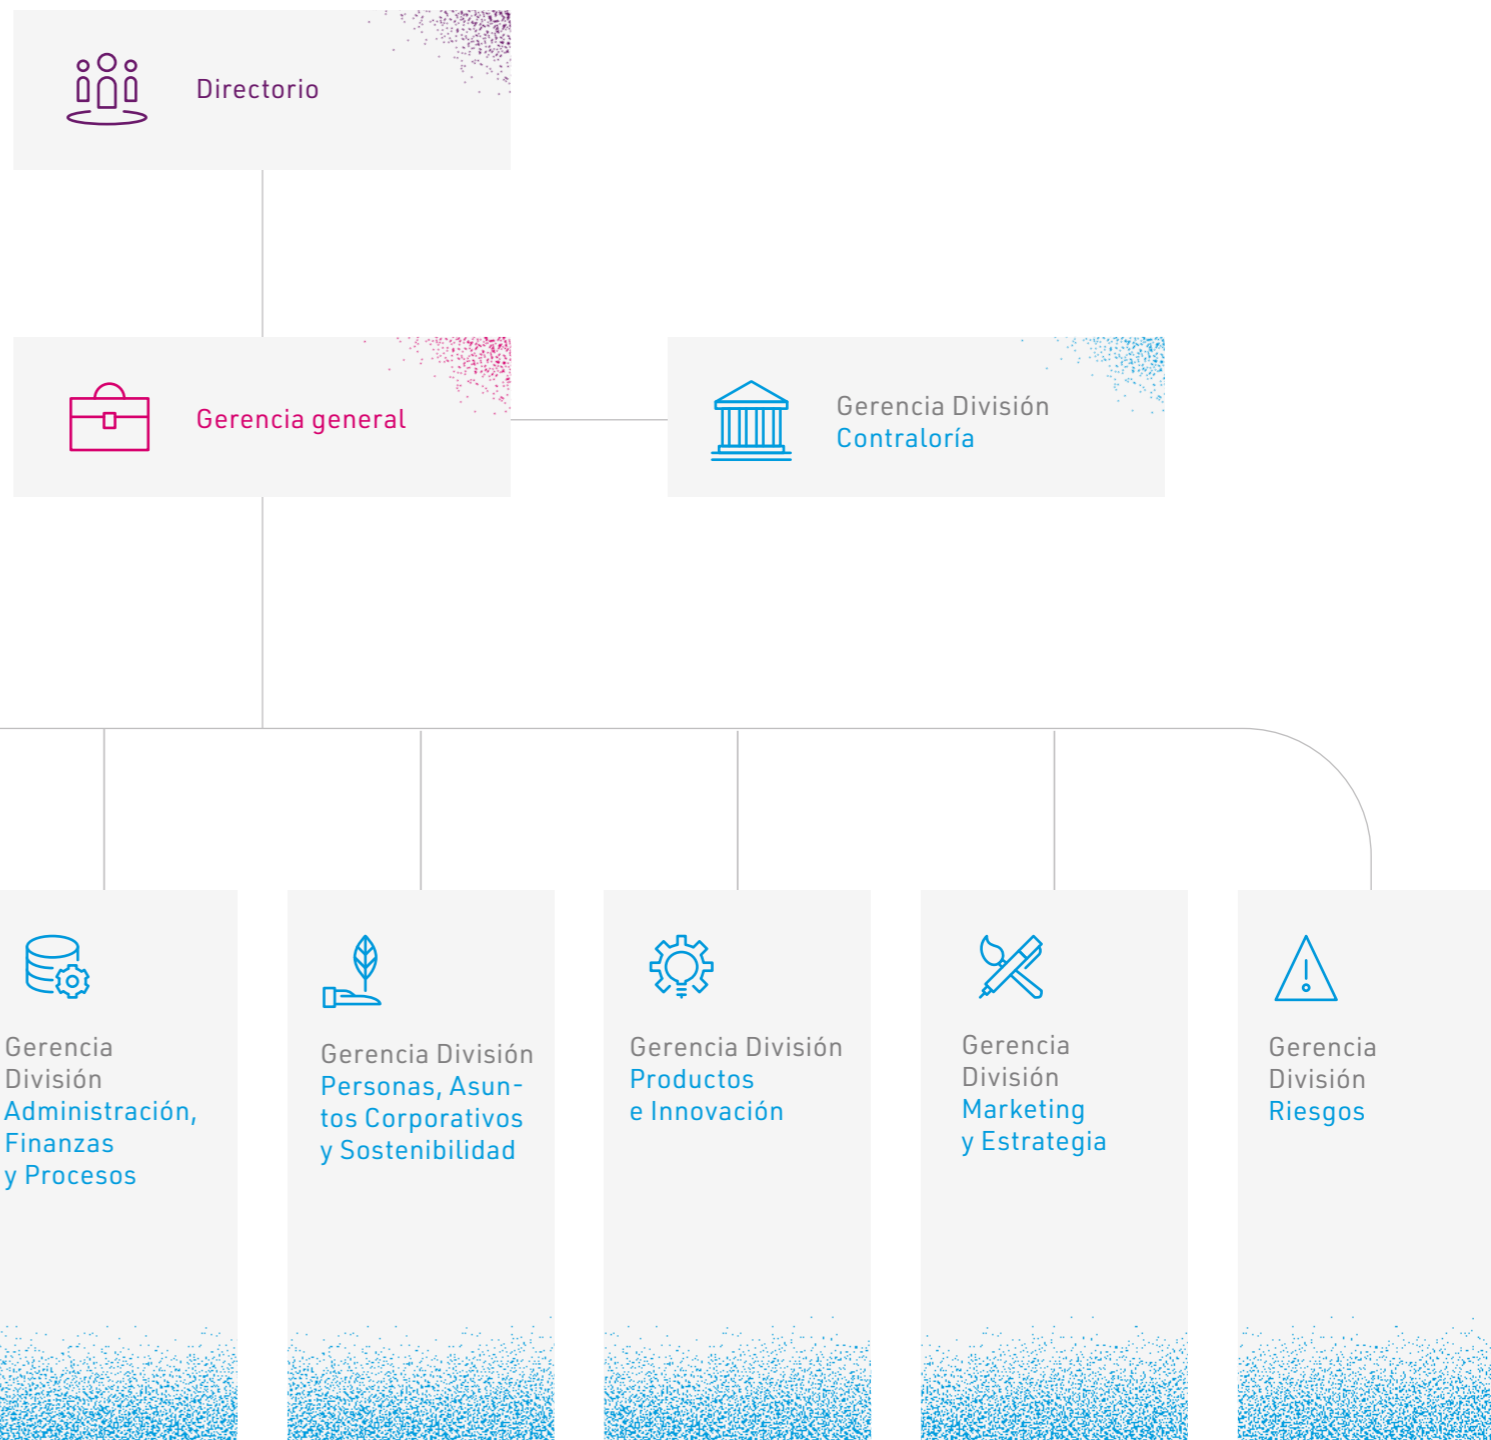 Directorio
Gerencia general
Gerencia División
Contraloría
Gerencia
División
Administración,
Finanzas
y Procesos
Gerencia División
Personas, Asun-
tos Corporativos
y Sostenibilidad
Gerencia División
Productos
e Innovación
Gerencia
División
Marketing
y Estrategia
Gerencia
División
Riesgos